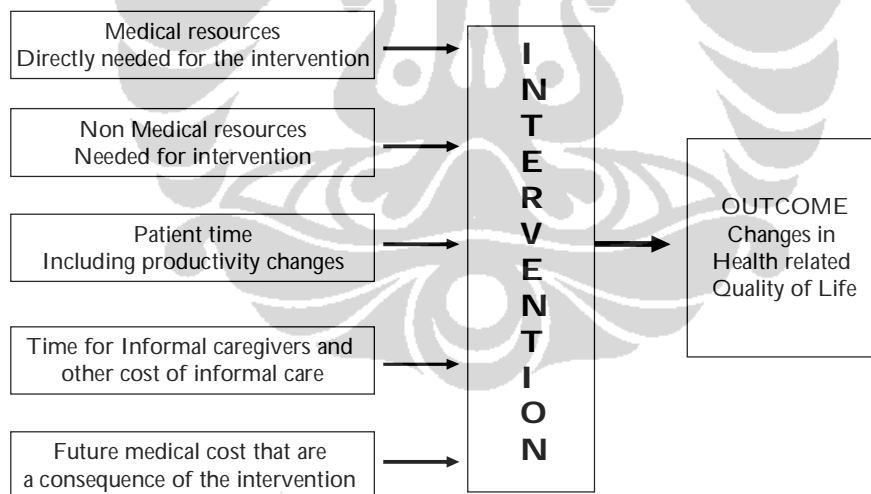 Medical resources
Directly needed for the intervention
Non Medical resources
Needed for intervention
Patient time
Including productivity changes
Time for Informal caregivers and
other cost of informal care
Future medical cost that are
a consequence of the intervention
INTERVENTION
OUTCOME
Changes in
Health related
Quality of Life